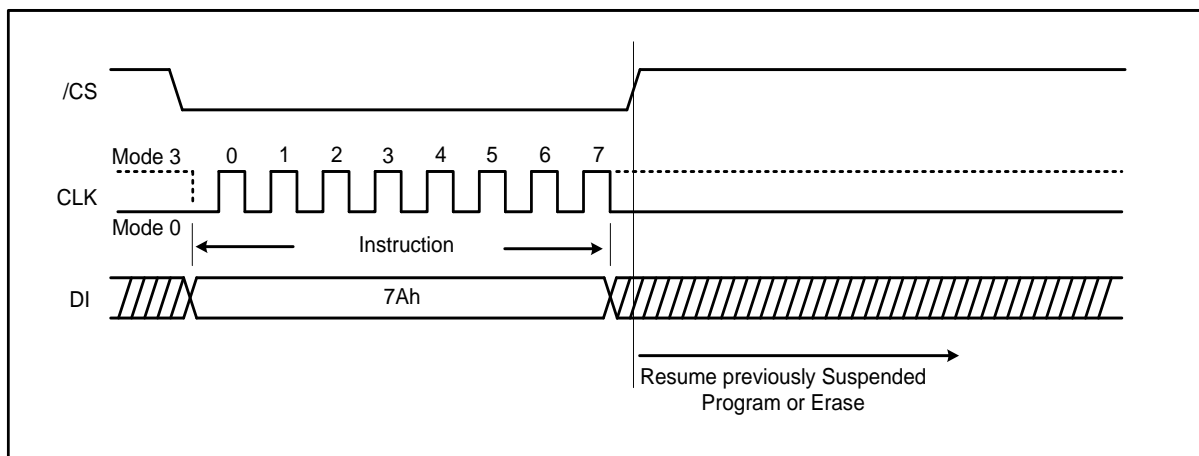 /CS
Mode 3
0 1 2 3 4 5 6 7
CLK
Mode 0
Instruction
DI
7Ah
Resume previously Suspended
Program or Erase